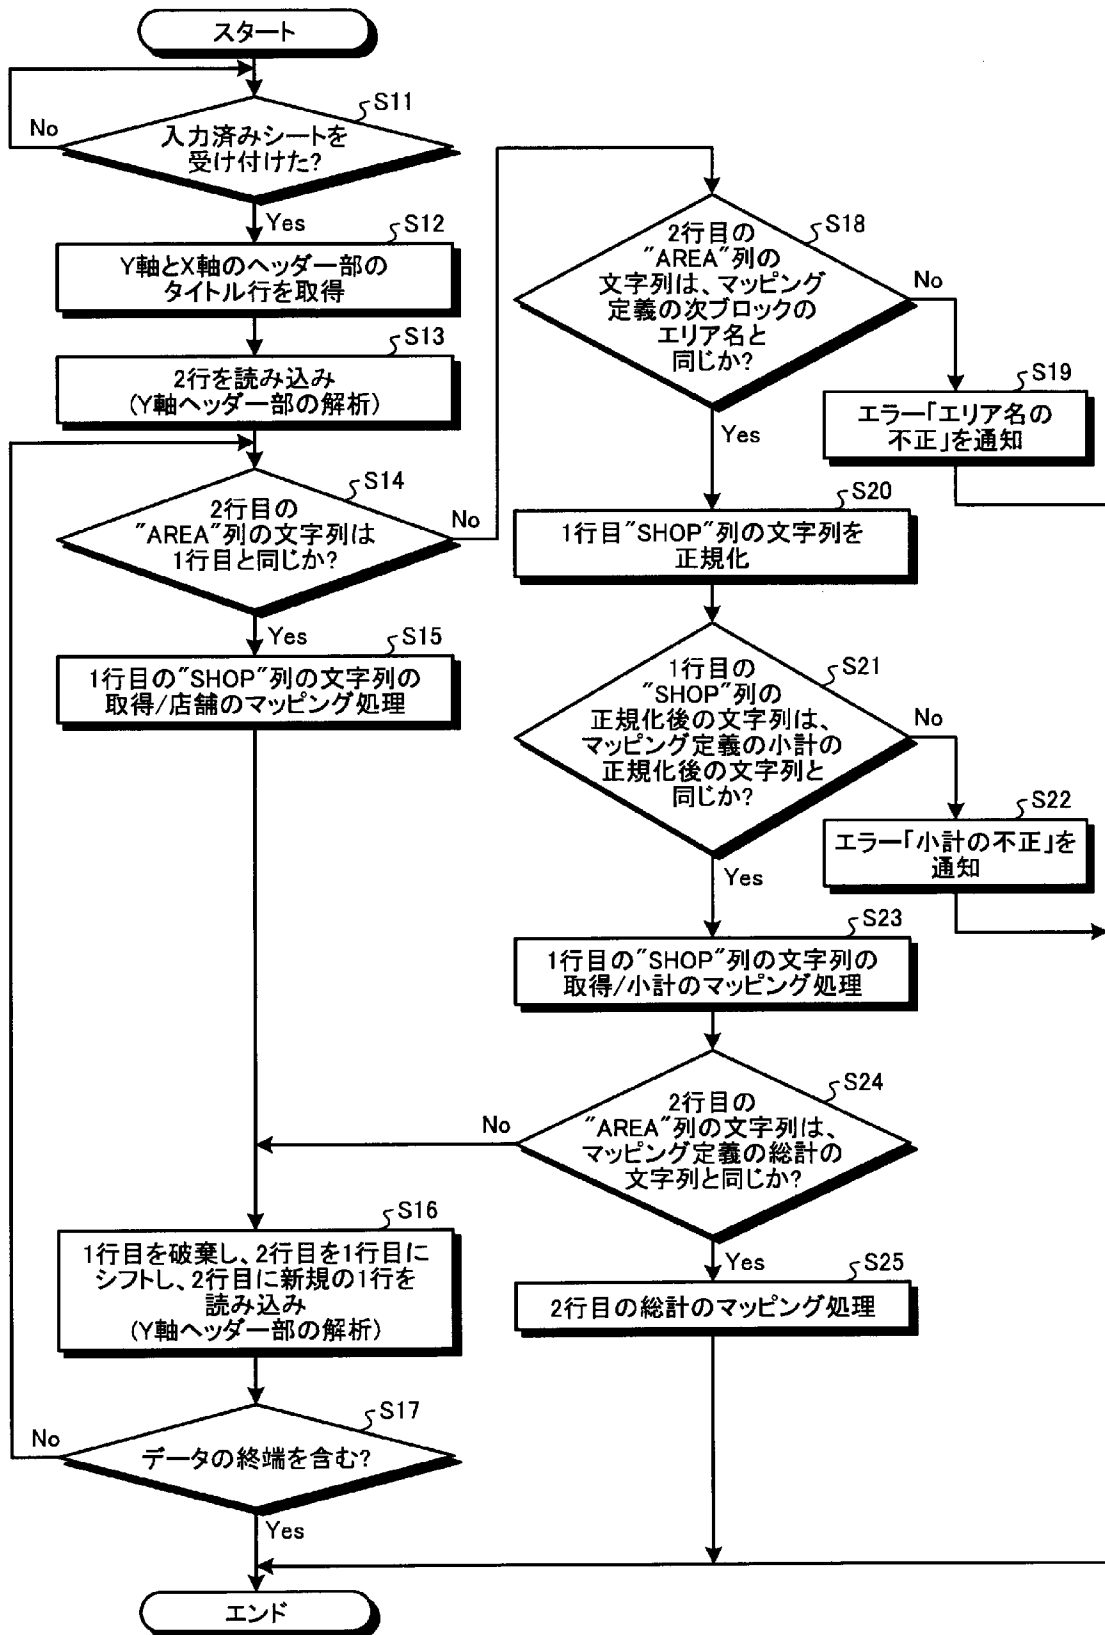 スタート
S11
入力済みシートを
受け付けた?
No
Yes
S12
Y軸とX軸のヘッダー部の
タイトル行を取得
S13
2行を読み込み
(Y軸ヘッダー部の解析)
S14
2行目の
"AREA"列の文字列は
1行目と同じか?
No
Yes
S15
1行目の"SHOP"列の文字列の
取得/店舗のマッピング処理
S16
1行目を破棄し、2行目を1行目に
シフトし、2行目に新規の1行を
読み込み
(Y軸ヘッダー部の解析)
S17
データの終端を含む?
No
Yes
エンド
S18
2行目の
"AREA"列の
文字列は、マッピング
定義の次ブロックの
エリア名と
同じか?
No
Yes
S19
エラー「エリア名の
不正」を通知
S20
1行目"SHOP"列の文字列を
正規化
S21
1行目の
"SHOP"列の
正規化後の文字列は、
マッピング定義の小計の
正規化後の文字列と
同じか?
No
Yes
S22
エラー「小計の不正」を
通知
S23
1行目の"SHOP"列の文字列の
取得/小計のマッピング処理
S24
2行目の
"AREA"列の文字列は、
マッピング定義の総計の
文字列と同じか?
No
Yes
S25
2行目の総計のマッピング処理